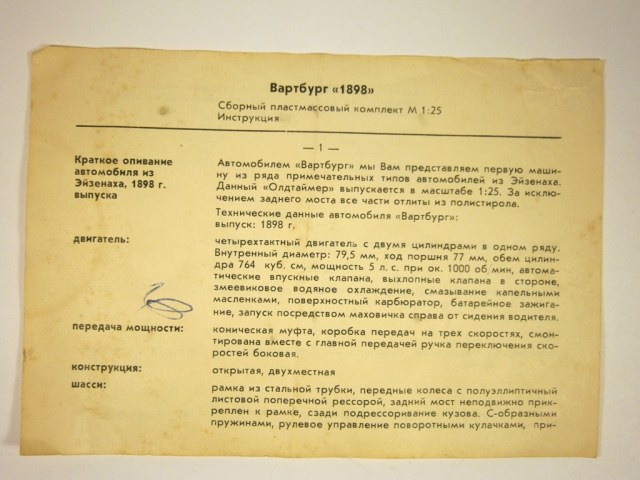 Вартбург «1898»
Сборный пластмассовый комплект М 1:25
Инструкция
— 1 —
Краткое опивание
автомобиля из
Эйзенаха, 1898 г.
выпуска
Автомобилем «Вартбург» мы Вам представляем первую маши-
ну из ряда примечательных типов автомобилей из Эйзенаха.
Данный «Олдтаймер» выпускается в масштабе 1:25. За исклю-
чением заднего моста все части отлиты из полистирола.
Технические данные автомобиля «Вартбург»:
выпуск: 1898 г.
двигатель:
четырехтактный двигатель с двумя цилиндрами в одном ряду.
Внутренный диаметр: 79,5 мм, ход поршня 77 мм, обем цилин-
дра 764 куб. см, мощность 5 л. с. при ок. 1000 об мин, автома-
тические впускные клапана, выхлопные клапана в стороне,
змеевиковое водяное охлаждение, смазывание капельными
масленками, поверхностный карбюратор, батарейное зажига-
ние, запуск посредством маховичка справа от сидения водителя.
передача мощности:
коническая муфта, коробка передач на трех скоростях, смон-
тирована вместе с главной передачей ручка переключения ско-
ростей боковая.
конструкция:
открытая, двухместная
шасси:
рамка из стальной трубки, передные колеса с полуэллиптичный
листовой поперечной рессорой, задний мост неподвижно прик-
реплен к рамке, сзади подрессоривание кузова. С-образными
пружинами, рулевое управление поворотными кулачками, при-